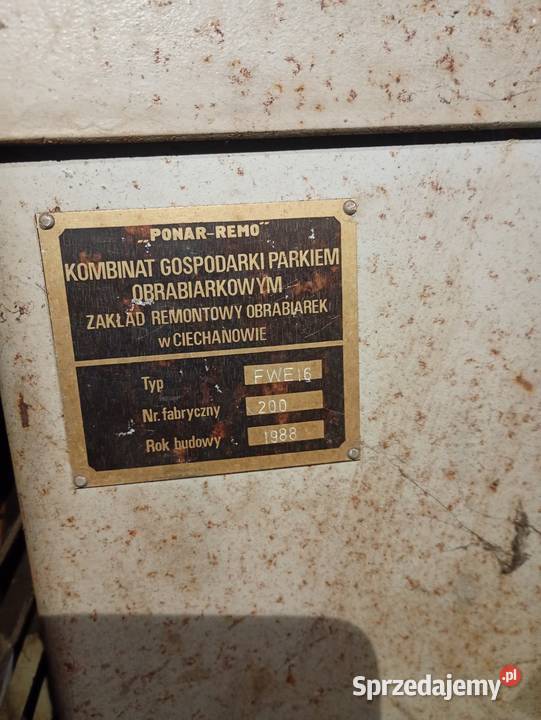 „PONAR-REMO"
KOMBINAT GOSPODARKI PARKIEM
OBRABIARKOWYM
ZAKŁAD REMONTOWY OBRABIAREK
w CIECHANOWIE
Typ FWF16
Nr. fabryczny 200
Rok budowy 1988
Sprzedajemy.pl